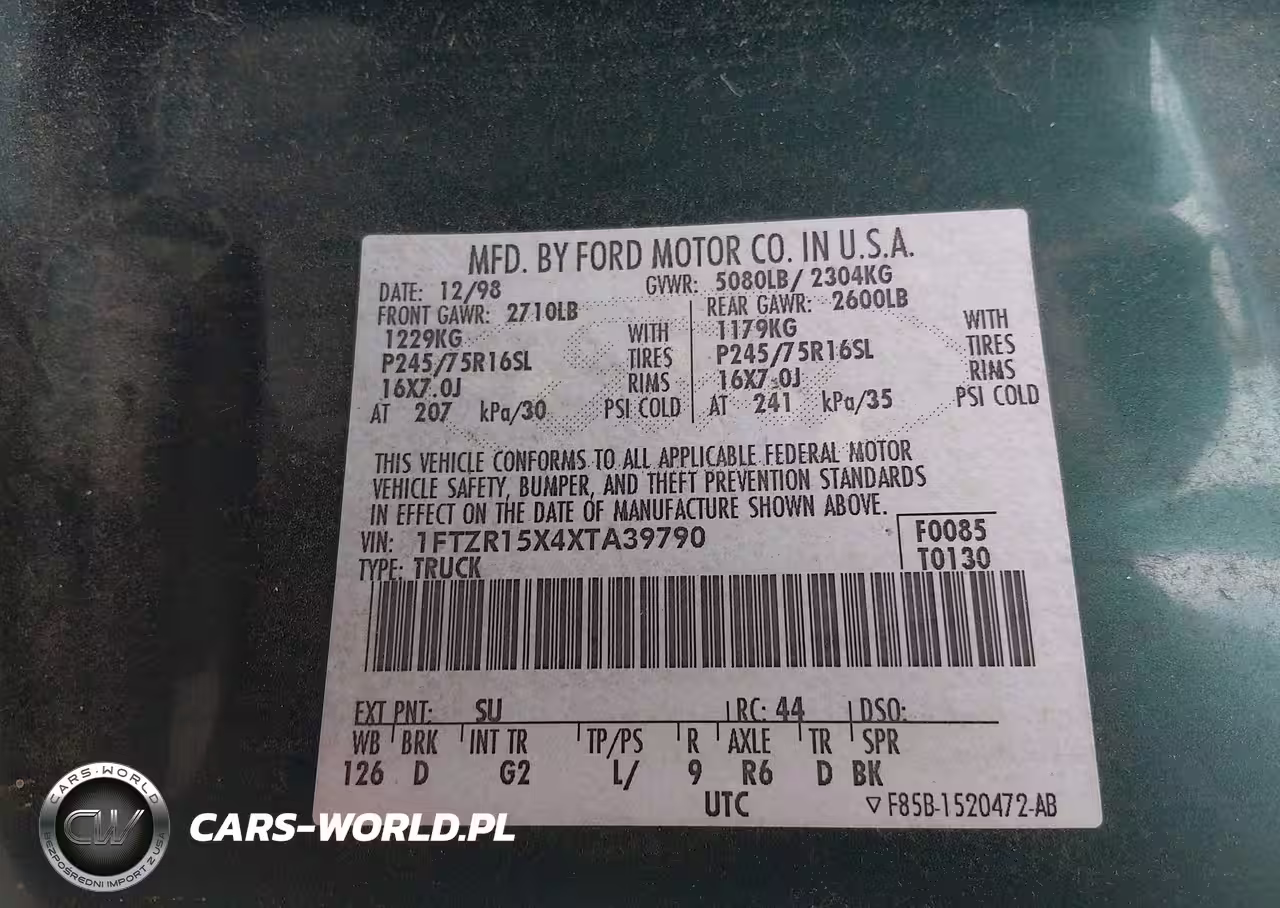 MFD. BY FORD MOTOR CO. IN U.S.A.
DATE: 12/98 GVWR: 5080LB/ 2304KG
FRONT GAWR: 2710LB REAR GAWR: 2600LB
1229KG WITH 1179KG WITH
P245/75R16SL TIRES P245/75R16SL TIRES
16X7.0J RIMS 16X7.0J RIMS
AT 207 kPa/30 PSI COLD AT 241 kPa/35 PSI COLD
THIS VEHICLE CONFORMS TO ALL APPLICABLE FEDERAL MOTOR
VEHICLE SAFETY, BUMPER, AND THEFT PREVENTION STANDARDS
IN EFFECT ON THE DATE OF MANUFACTURE SHOWN ABOVE.
VIN: 1FTZR15X4XTA39790 F0085
TYPE: TRUCK T0130
EXT PNT: SU RC: 44 DSO:
WB BRK INT TR TP/PS R AXLE TR SPR
126 D G2 L/ 9 R6 D BK
UTC ▽ F85B-1520472-AB
CARS-WORLD
CW
BEZPOŚREDNI IMPORT Z USA
CARS-WORLD.PL